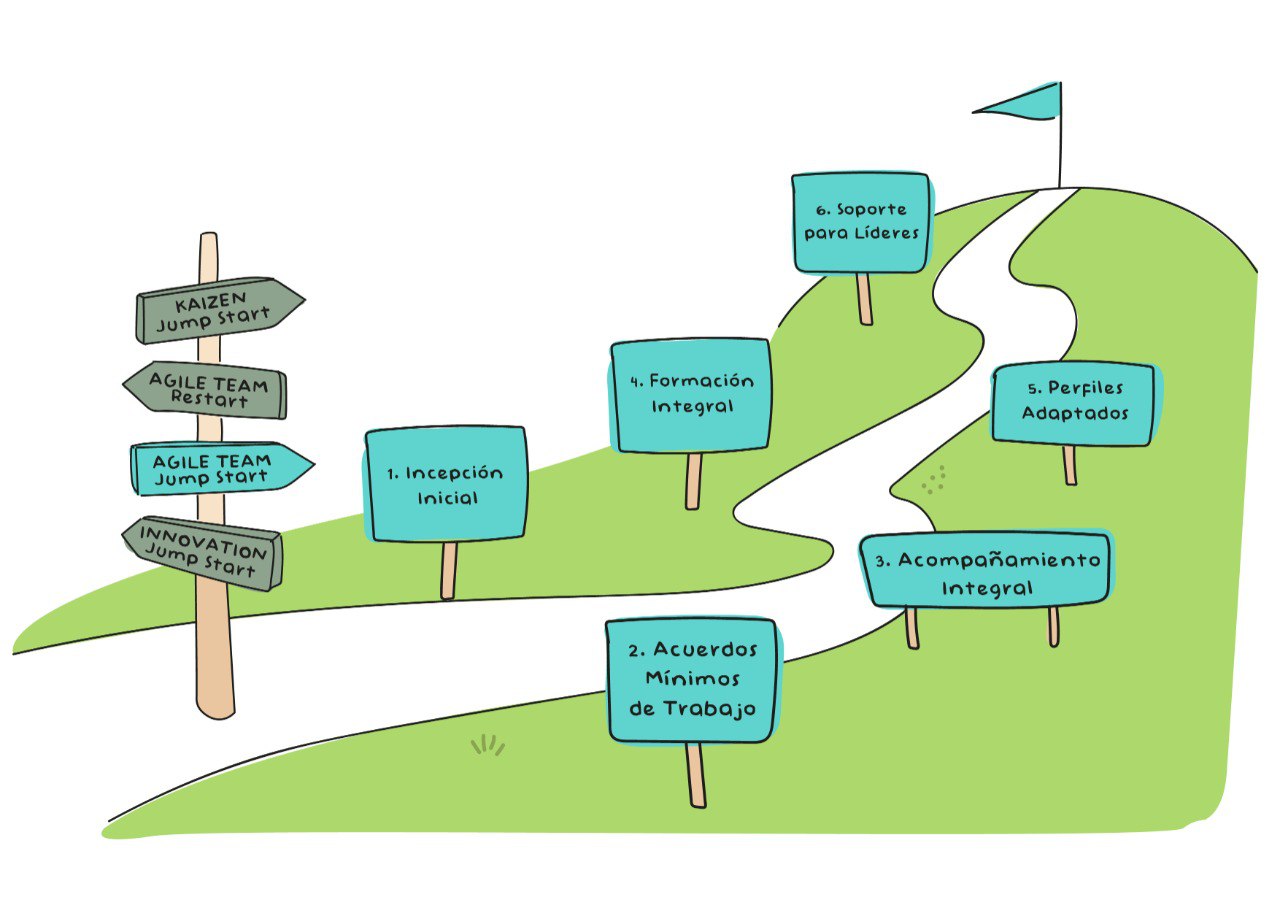 KAIZEN
Jump Start
AGILE TEAM
Restart
AGILE TEAM
Jump Start
INNOVATION
Jump Start
1. Incepción
Inicial
2. Acuerdos
Mínimos
de Trabajo
3. Acompañamiento
Integral
4. Formación
Integral
5. Perfiles
Adaptados
6. Soporte
para Líderes